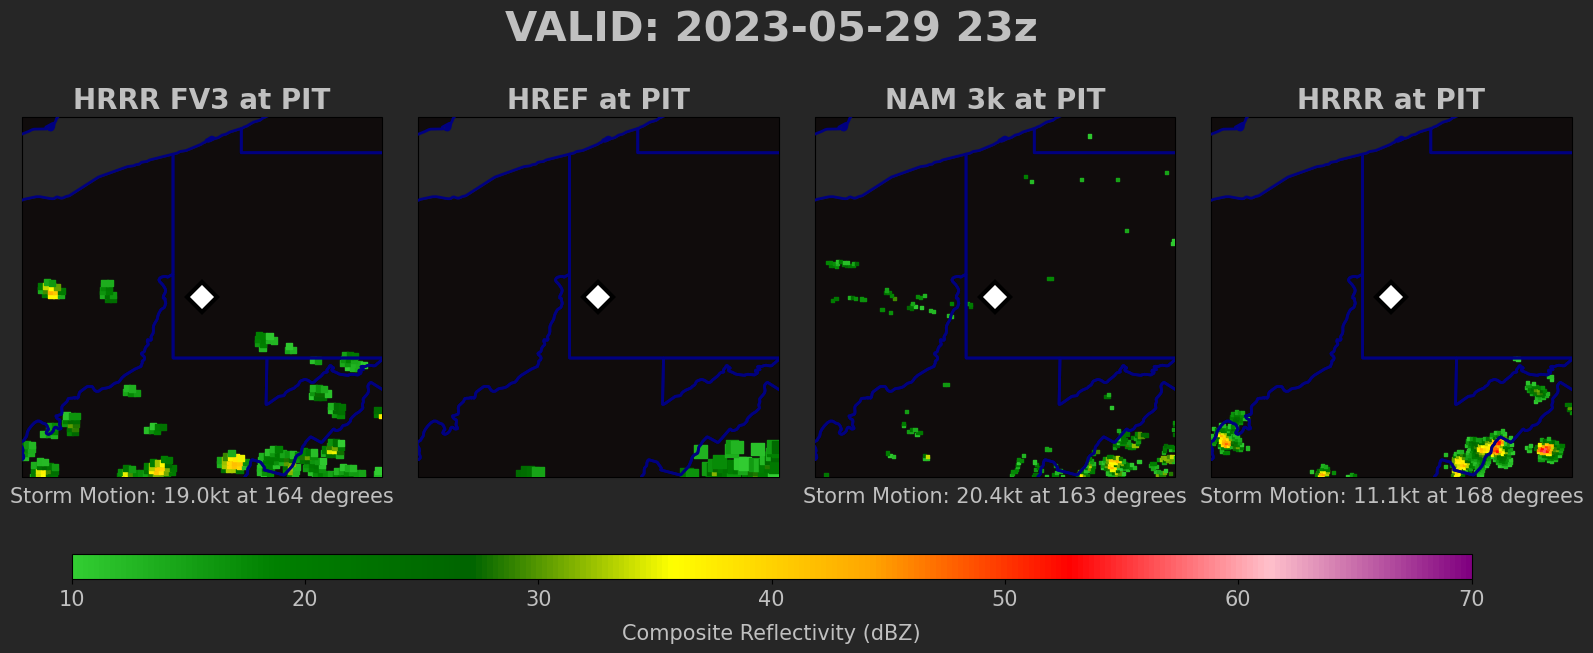 VALID: 2023-05-29 23z
HRRR FV3 at PIT
HREF at PIT
NAM 3k at PIT
HRRR at PIT
Storm Motion: 19.0kt at 164 degrees
Storm Motion: 20.4kt at 163 degrees
Storm Motion: 11.1kt at 168 degrees
10 20 30 40 50 60 70
Composite Reflectivity (dBZ)